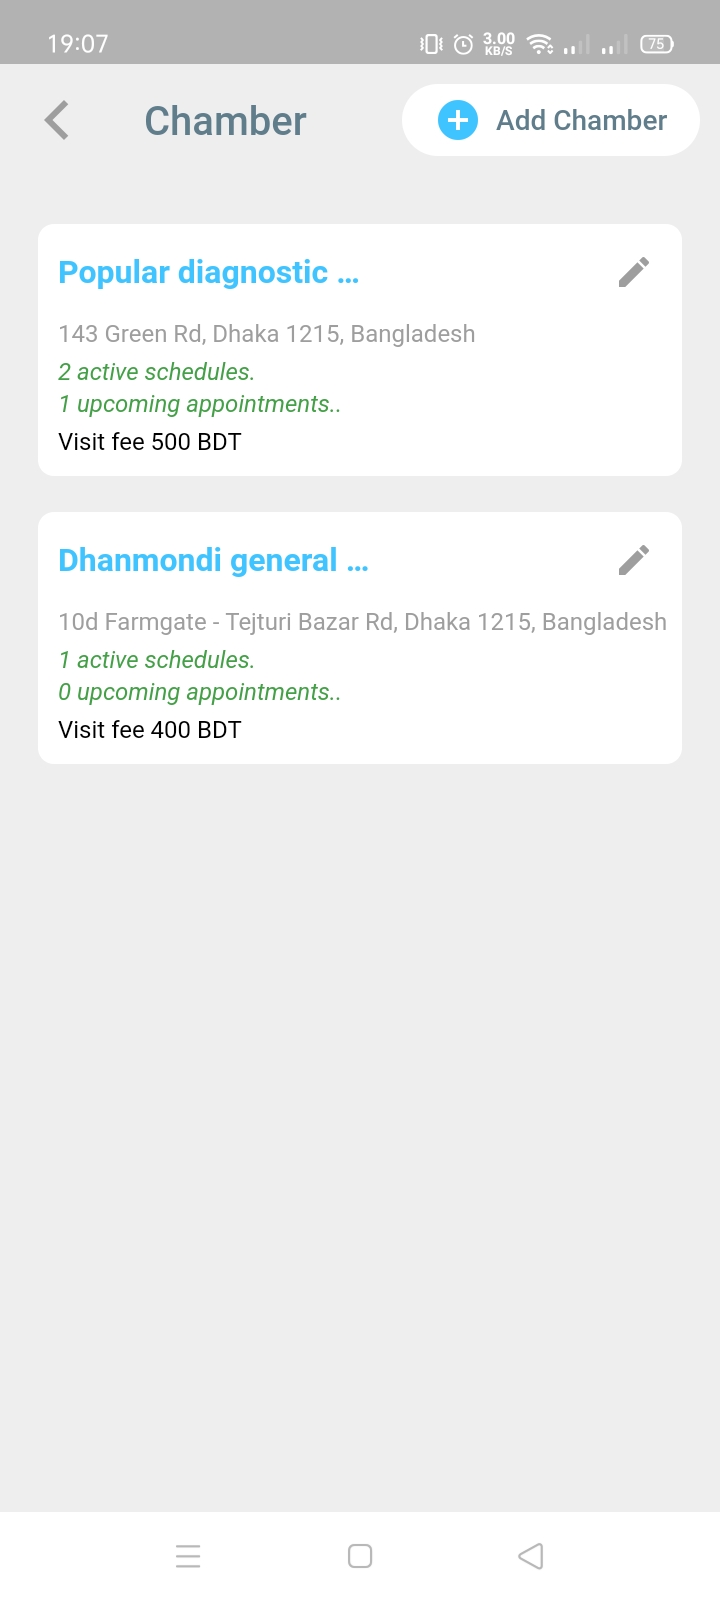 19:07
3.00
KB/S
75
Chamber
Add Chamber
Popular diagnostic ...
143 Green Rd, Dhaka 1215, Bangladesh
2 active schedules.
1 upcoming appointments..
Visit fee 500 BDT
Dhanmondi general ...
10d Farmgate - Tejturi Bazar Rd, Dhaka 1215, Bangladesh
1 active schedules.
0 upcoming appointments..
Visit fee 400 BDT